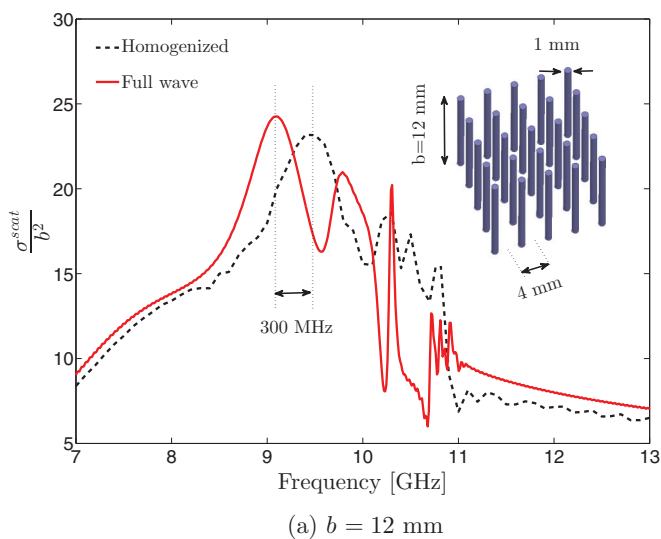 30
25
20
15
10
5
7
8
9
10
11
12
13
σ^{scat}/b^2
Frequency [GHz]
Homogenized
Full wave
300 MHz
1 mm
b=12 mm
4 mm
(a) b = 12 mm